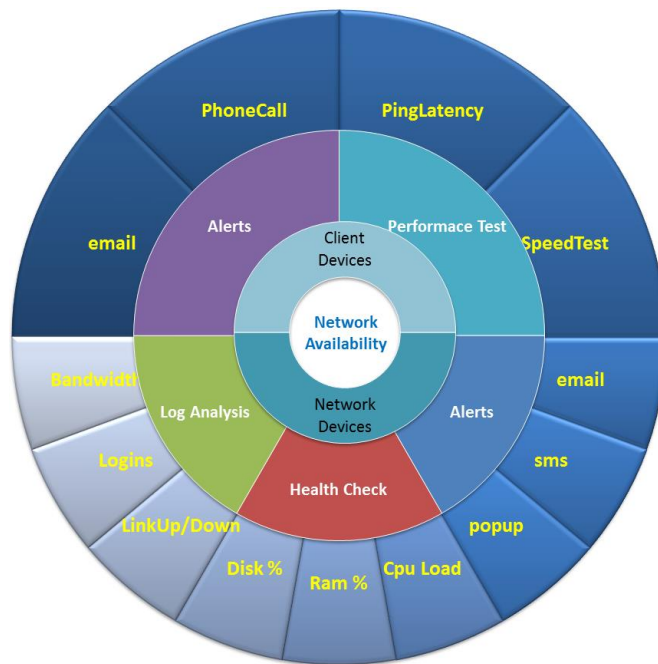 PhoneCall
PingLatency
email
Alerts
Performace Test
SpeedTest
Client
Devices
Network
Availability
Bandwidth
Log Analysis
Network
Devices
Alerts
email
Logins
sms
Health Check
LinkUp/Down
popup
Disk %
Ram %
Cpu Load